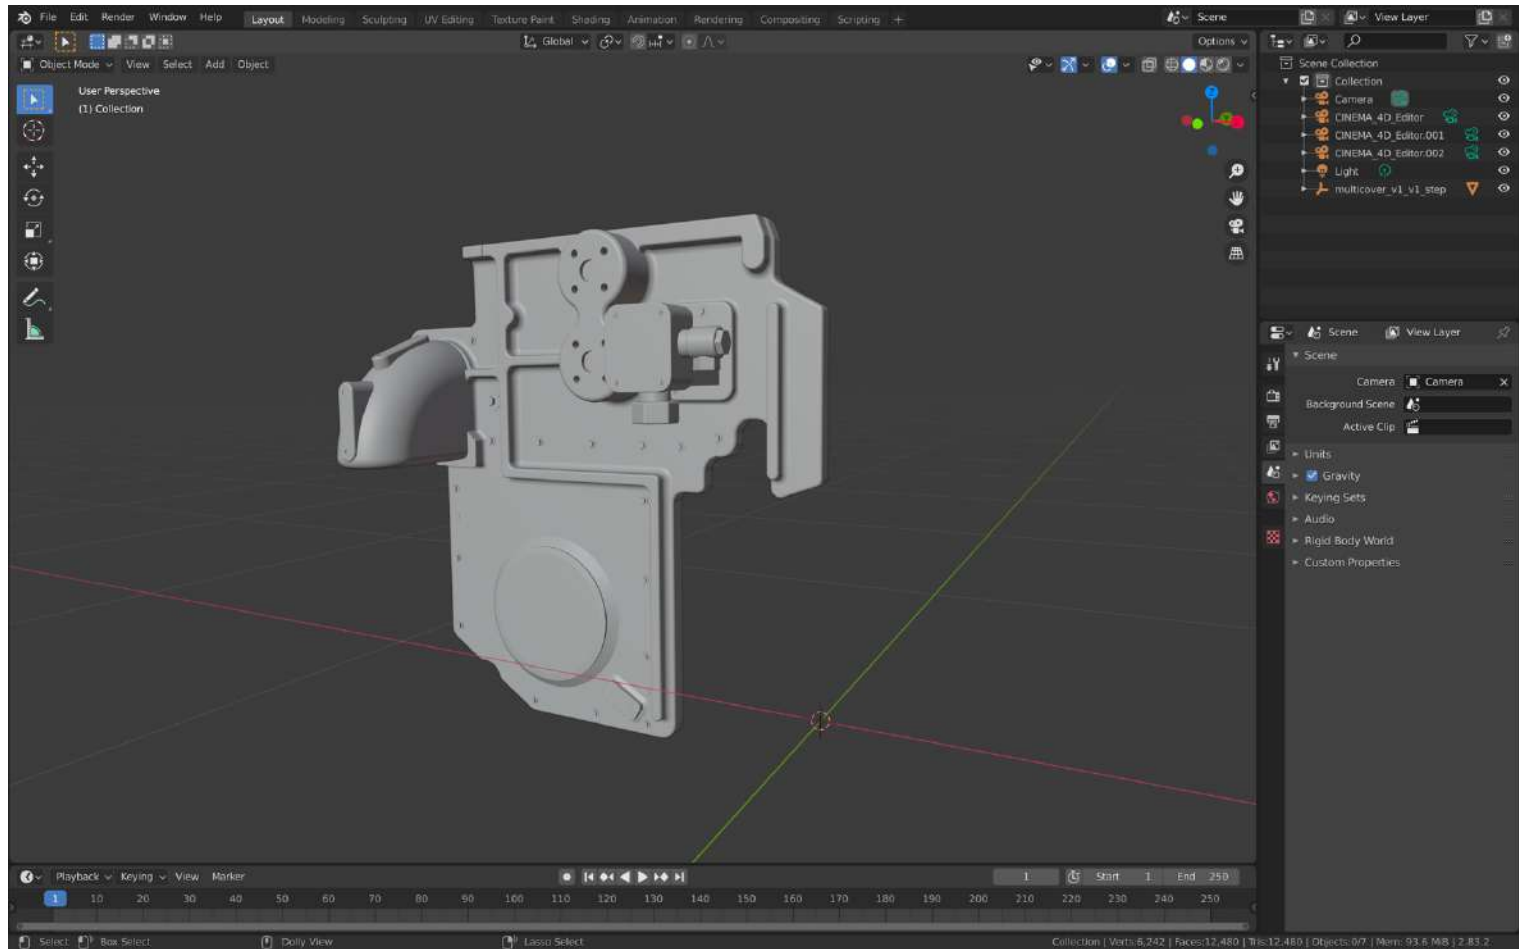 File Edit Render Window Help Layout Modeling Sculpting UV Editing Texture Paint Shading Animation Rendering Compositing Scripting + Scene View Layer
Global Options
Object Mode View Select Add Object
User Perspective
(1) Collection
Z
Y
Scene Collection
Collection
Camera
CINEMA_4D_Editor
CINEMA_4D_Editor.001
CINEMA_4D_Editor.002
Light
multicover_v1_v1_step
Scene View Layer
Scene
Camera Camera
Background Scene
Active Clip
Units
Gravity
Keying Sets
Audio
Rigid Body World
Custom Properties
Playback Keying View Marker 1 Start 1 End 250
1 10 20 30 40 50 60 70 80 90 100 110 120 130 140 150 160 170 180 190 200 210 220 230 240 250
Select Box Select Dolly View Lasso Select Collection | Verts:6,242 | Faces:12,480 | Tris:12,480 | Objects:0/7 | Mem: 93.6 MiB | 2.83.2